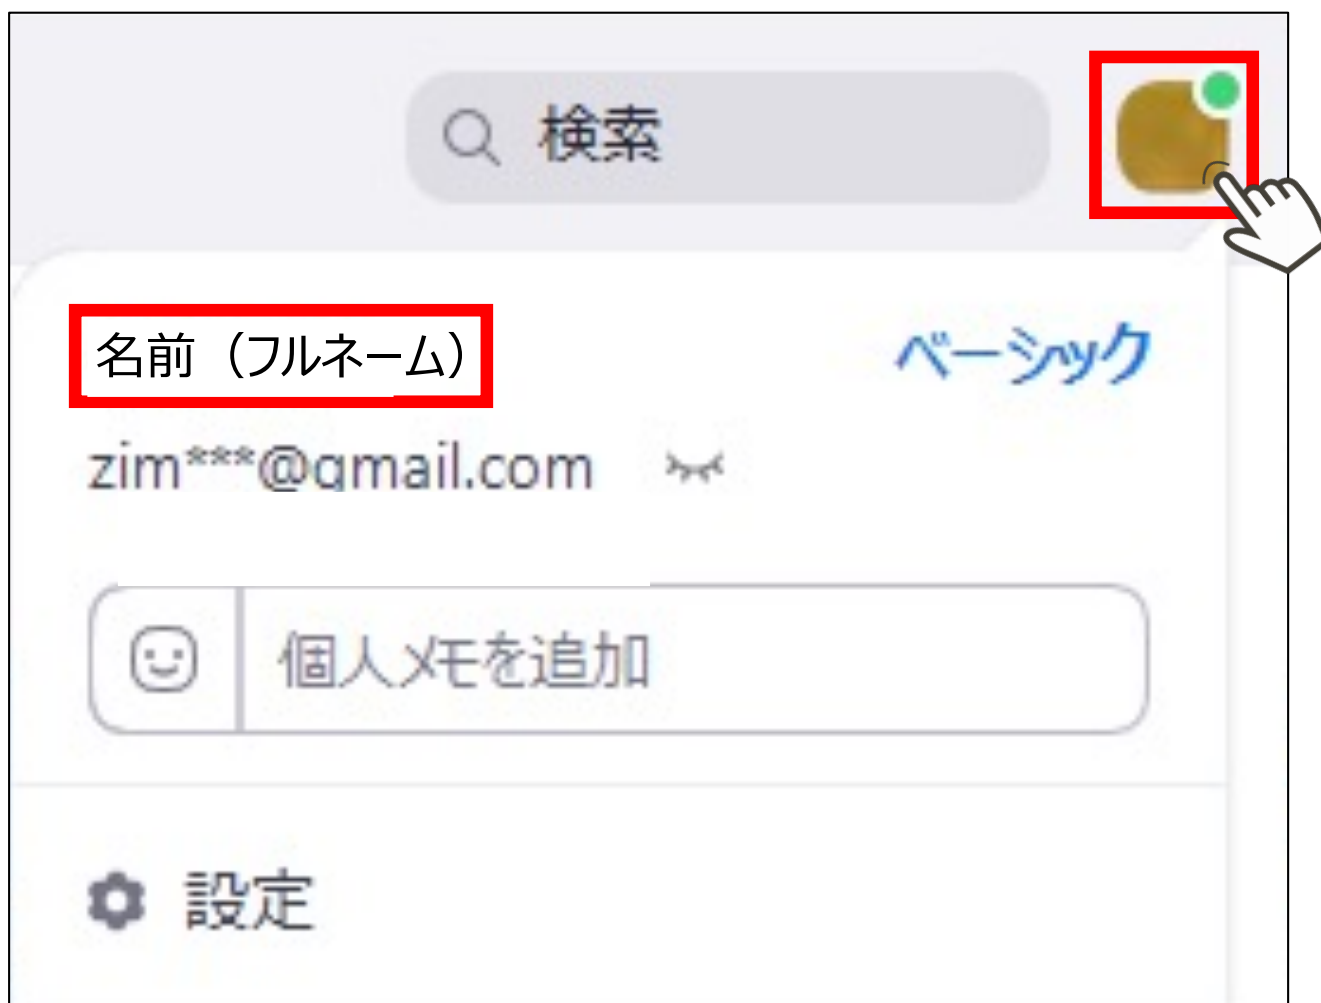 検索
名前（フルネーム）
ベーシック
zim***@gmail.com
個人メモを追加
設定